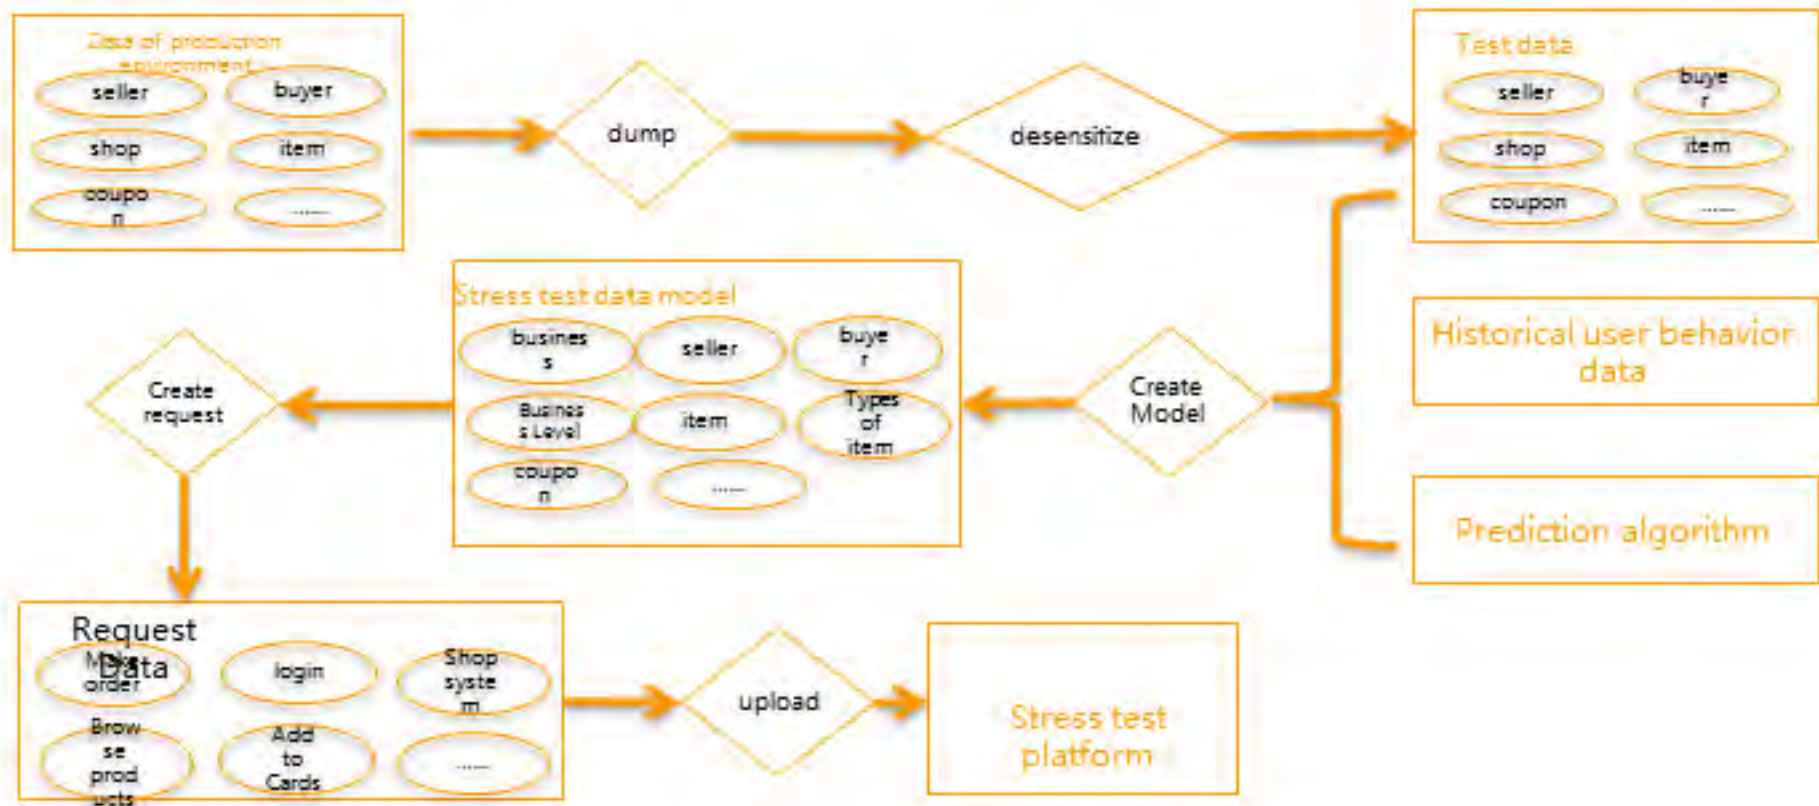 Data of production
environment
seller
buyer
shop
item
coupo
n
......
dump
desensitize
Test data
seller
buye
r
shop
item
coupon
......
Historical user behavior
data
Prediction algorithm
Create
Model
Stress test data model
busines
s
seller
buye
r
Busines
s Level
item
Types
of
item
coupo
n
......
Create
request
Request
Data
Make
order
login
Shop
syste
m
Brow
se
prod
ucts
Add
to
Cards
......
upload
Stress test
platform